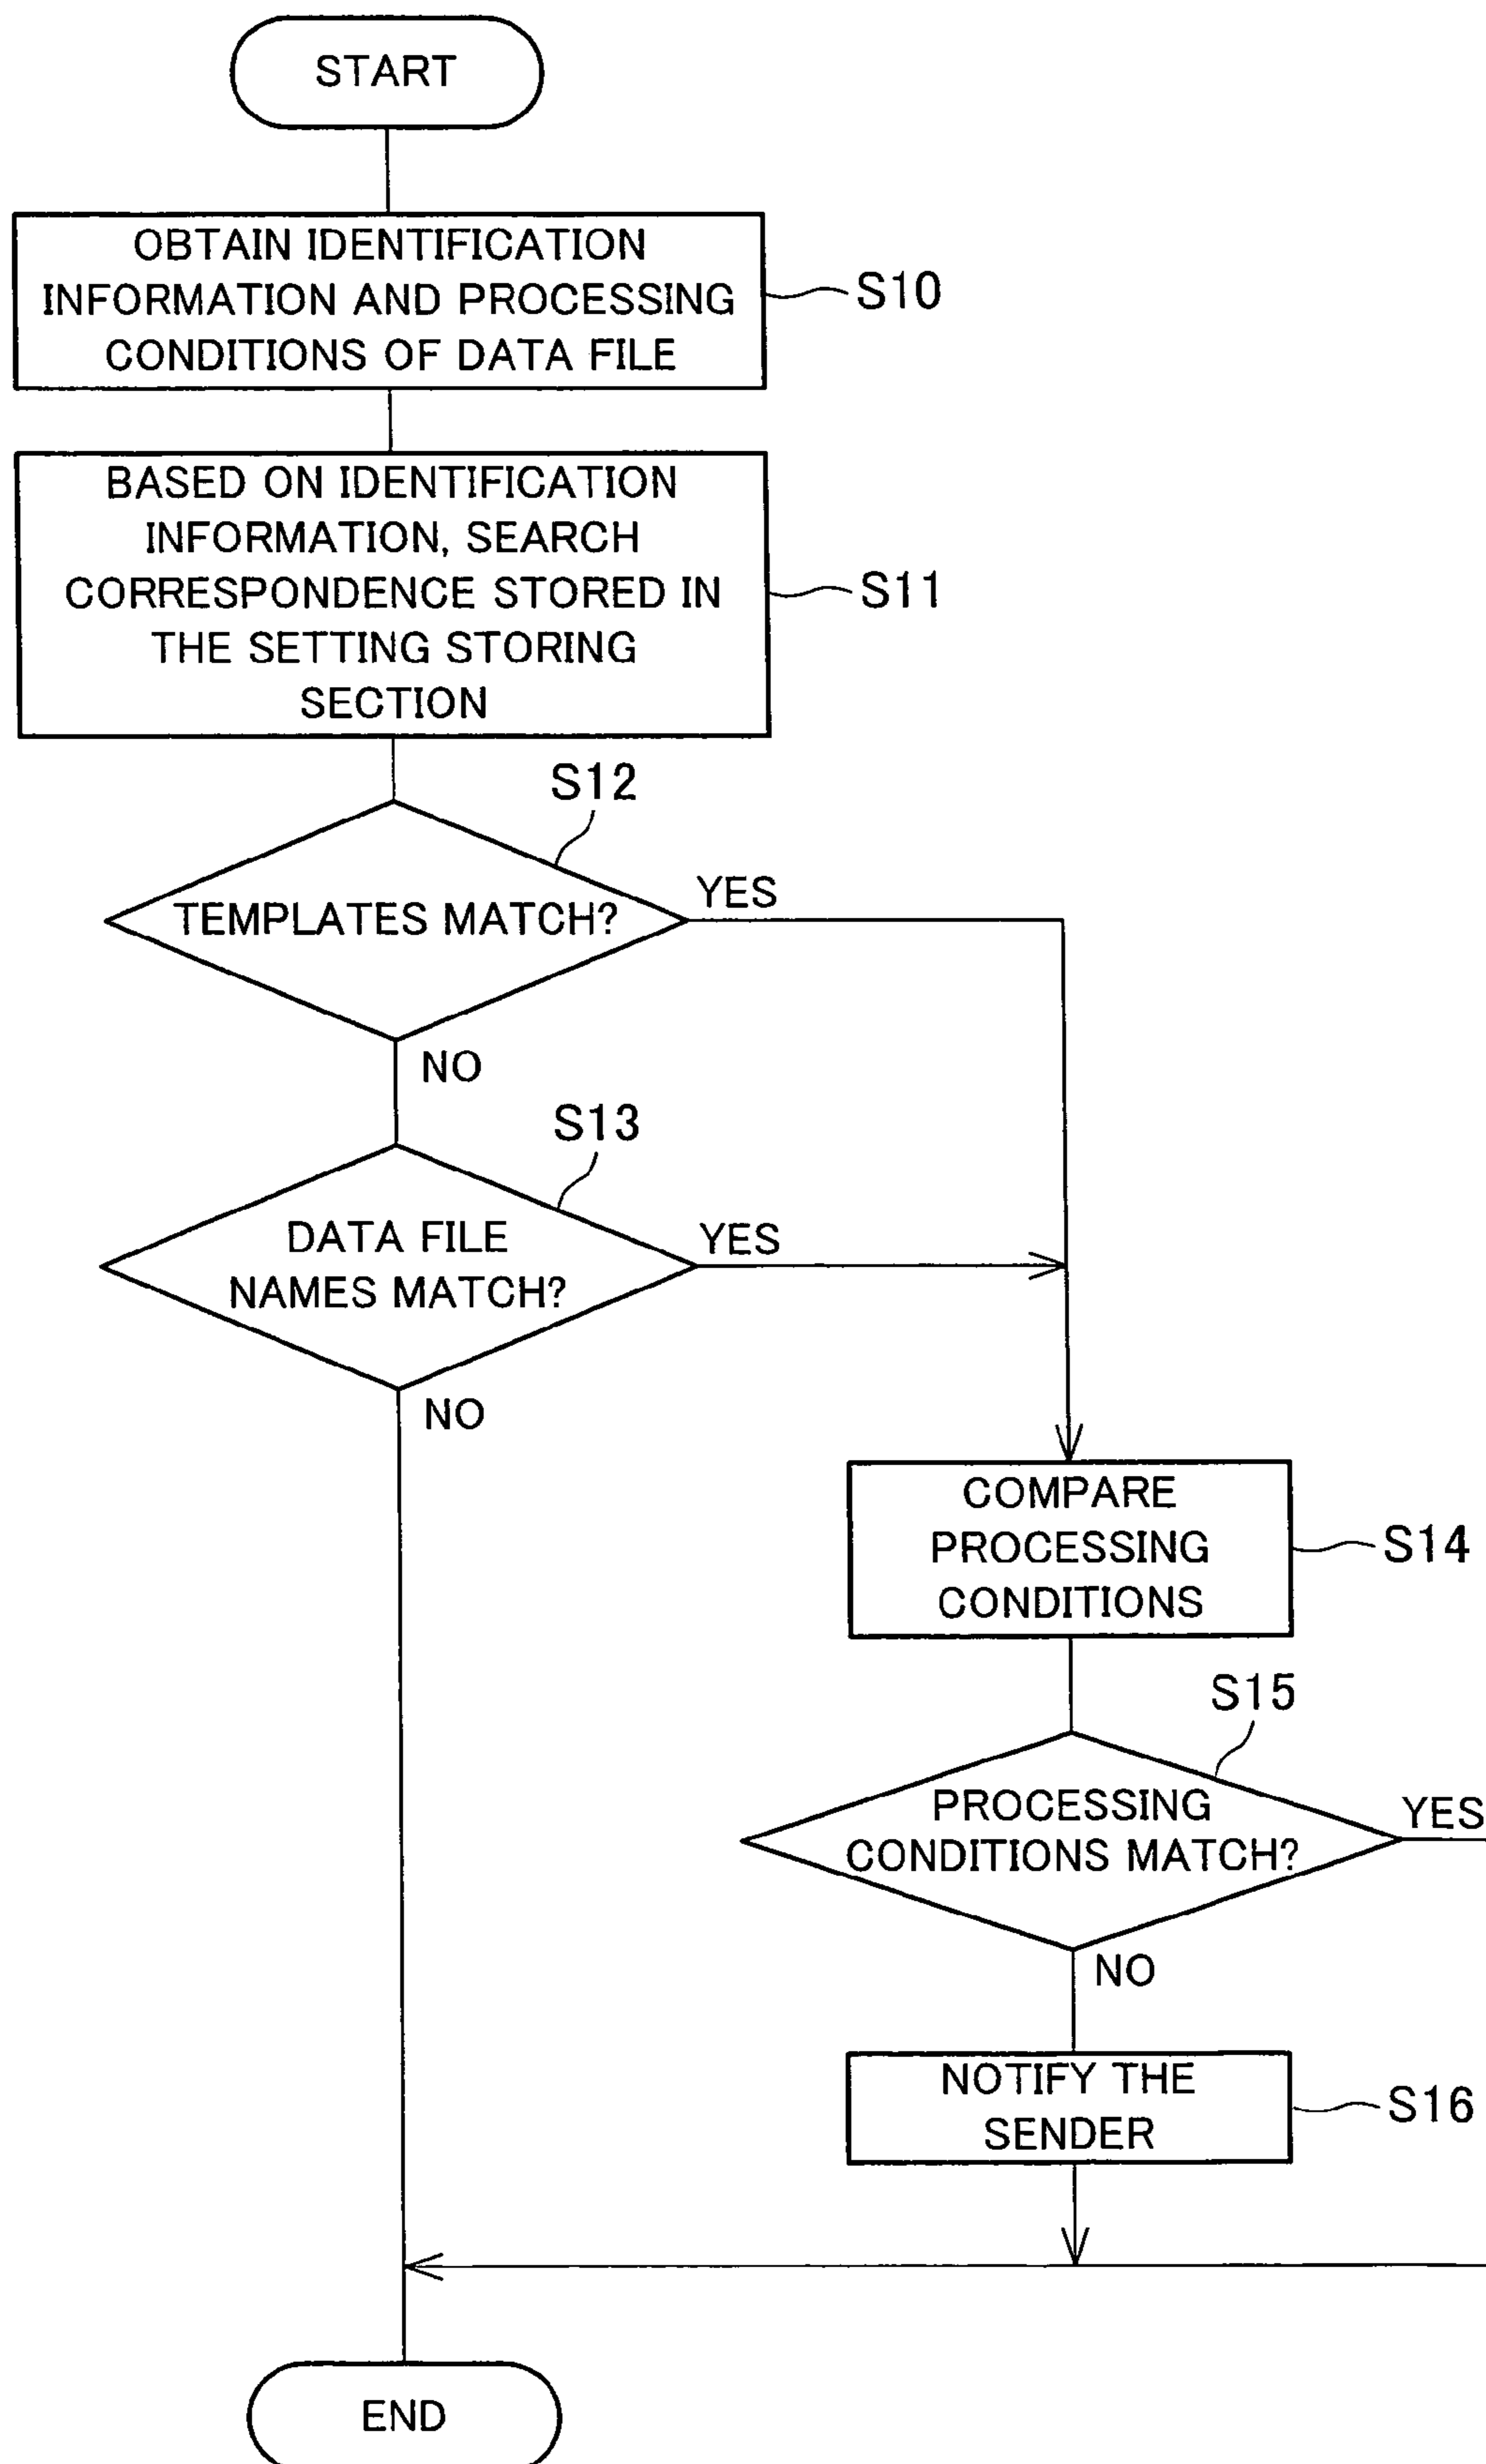 START
OBTAIN IDENTIFICATION
INFORMATION AND PROCESSING
CONDITIONS OF DATA FILE
S10
BASED ON IDENTIFICATION
INFORMATION, SEARCH
CORRESPONDENCE STORED IN
THE SETTING STORING
SECTION
S11
S12
TEMPLATES MATCH?
YES
NO
S13
DATA FILE
NAMES MATCH?
YES
NO
COMPARE
PROCESSING
CONDITIONS
S14
S15
PROCESSING
CONDITIONS MATCH?
YES
NO
NOTIFY THE
SENDER
S16
END